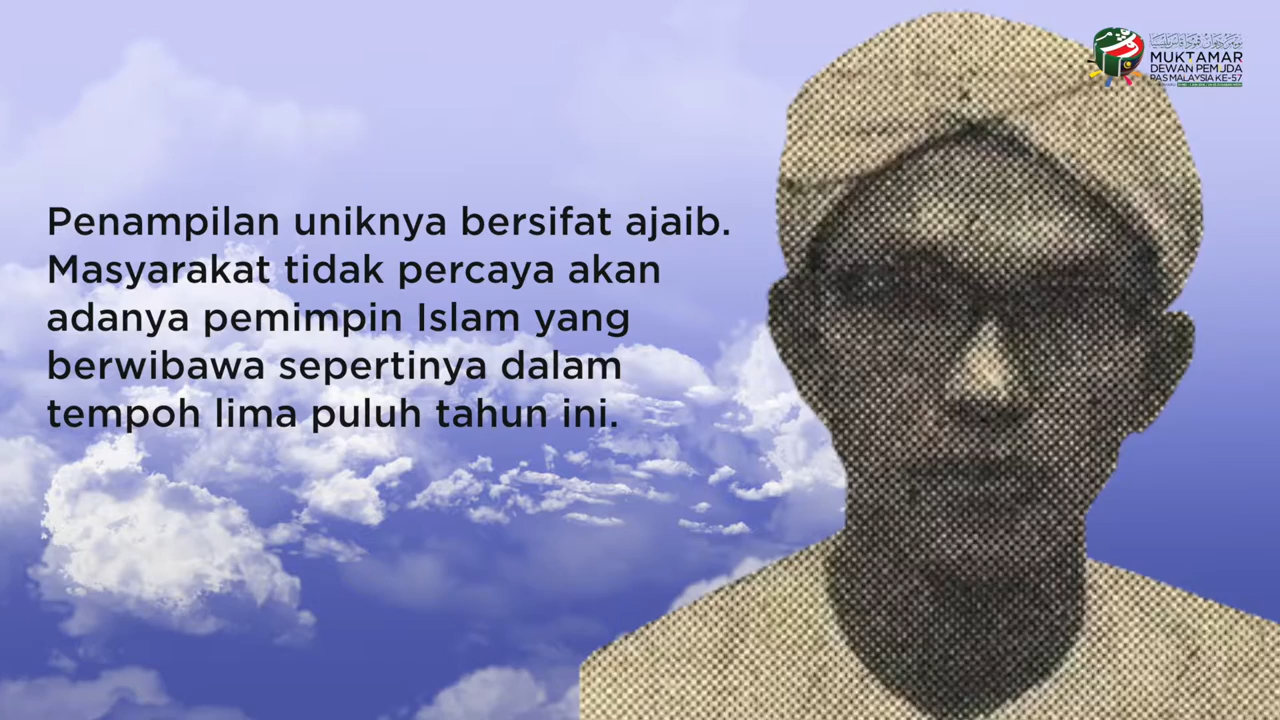 Penampilan uniknya bersifat ajaib.
Masyarakat tidak percaya akan
adanya pemimpin Islam yang
berwibawa sepertinya dalam
tempoh lima puluh tahun ini.
MUKTAMAR
DEWAN PEMUDA
PAS MALAYSIA KE-57